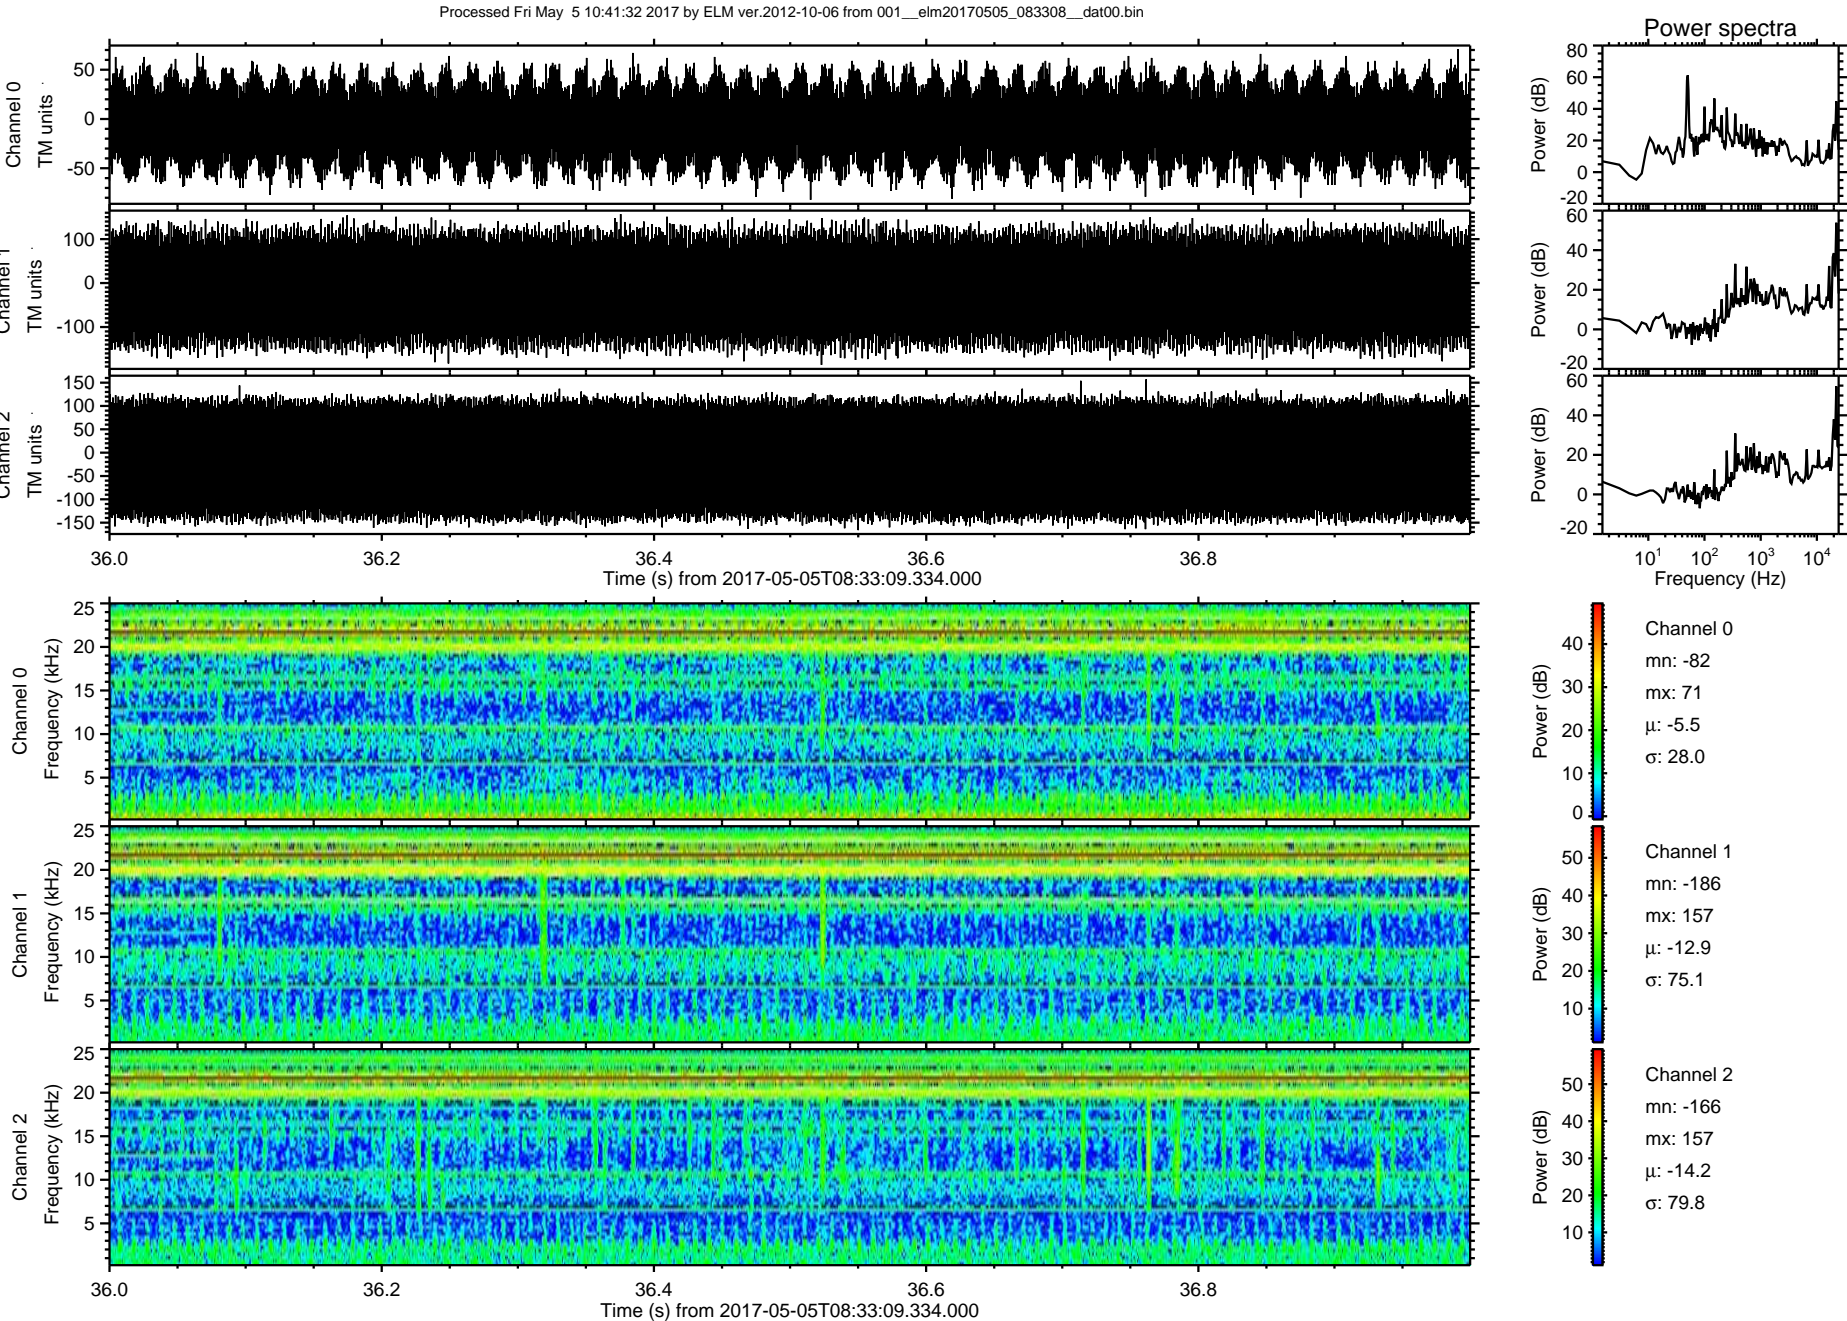 Processed Fri May 5 10:41:32 2017 by ELM ver.2012-10-06 from 001__elm20170505_083308__dat00.bin
Power spectra
Channel 0
TM units
50
0
-50
Power (dB)
80
60
40
20
0
-20
Channel 1
TM units
100
0
-100
Power (dB)
60
40
20
0
-20
Channel 2
TM units
150
100
50
0
-50
-100
-150
Power (dB)
60
40
20
0
-20
36.0 36.2 36.4 36.6 36.8
Time (s) from 2017-05-05T08:33:09.334.000
10^1 10^2 10^3 10^4
Frequency (Hz)
Channel 0
Frequency (kHz)
25
20
15
10
5
Power (dB)
40
30
20
10
0
Channel 0
mn: -82
mx: 71
μ: -5.5
σ: 28.0
Channel 1
Frequency (kHz)
25
20
15
10
5
Power (dB)
50
40
30
20
10
Channel 1
mn: -186
mx: 157
μ: -12.9
σ: 75.1
Channel 2
Frequency (kHz)
25
20
15
10
5
Power (dB)
50
40
30
20
10
Channel 2
mn: -166
mx: 157
μ: -14.2
σ: 79.8
36.0 36.2 36.4 36.6 36.8
Time (s) from 2017-05-05T08:33:09.334.000